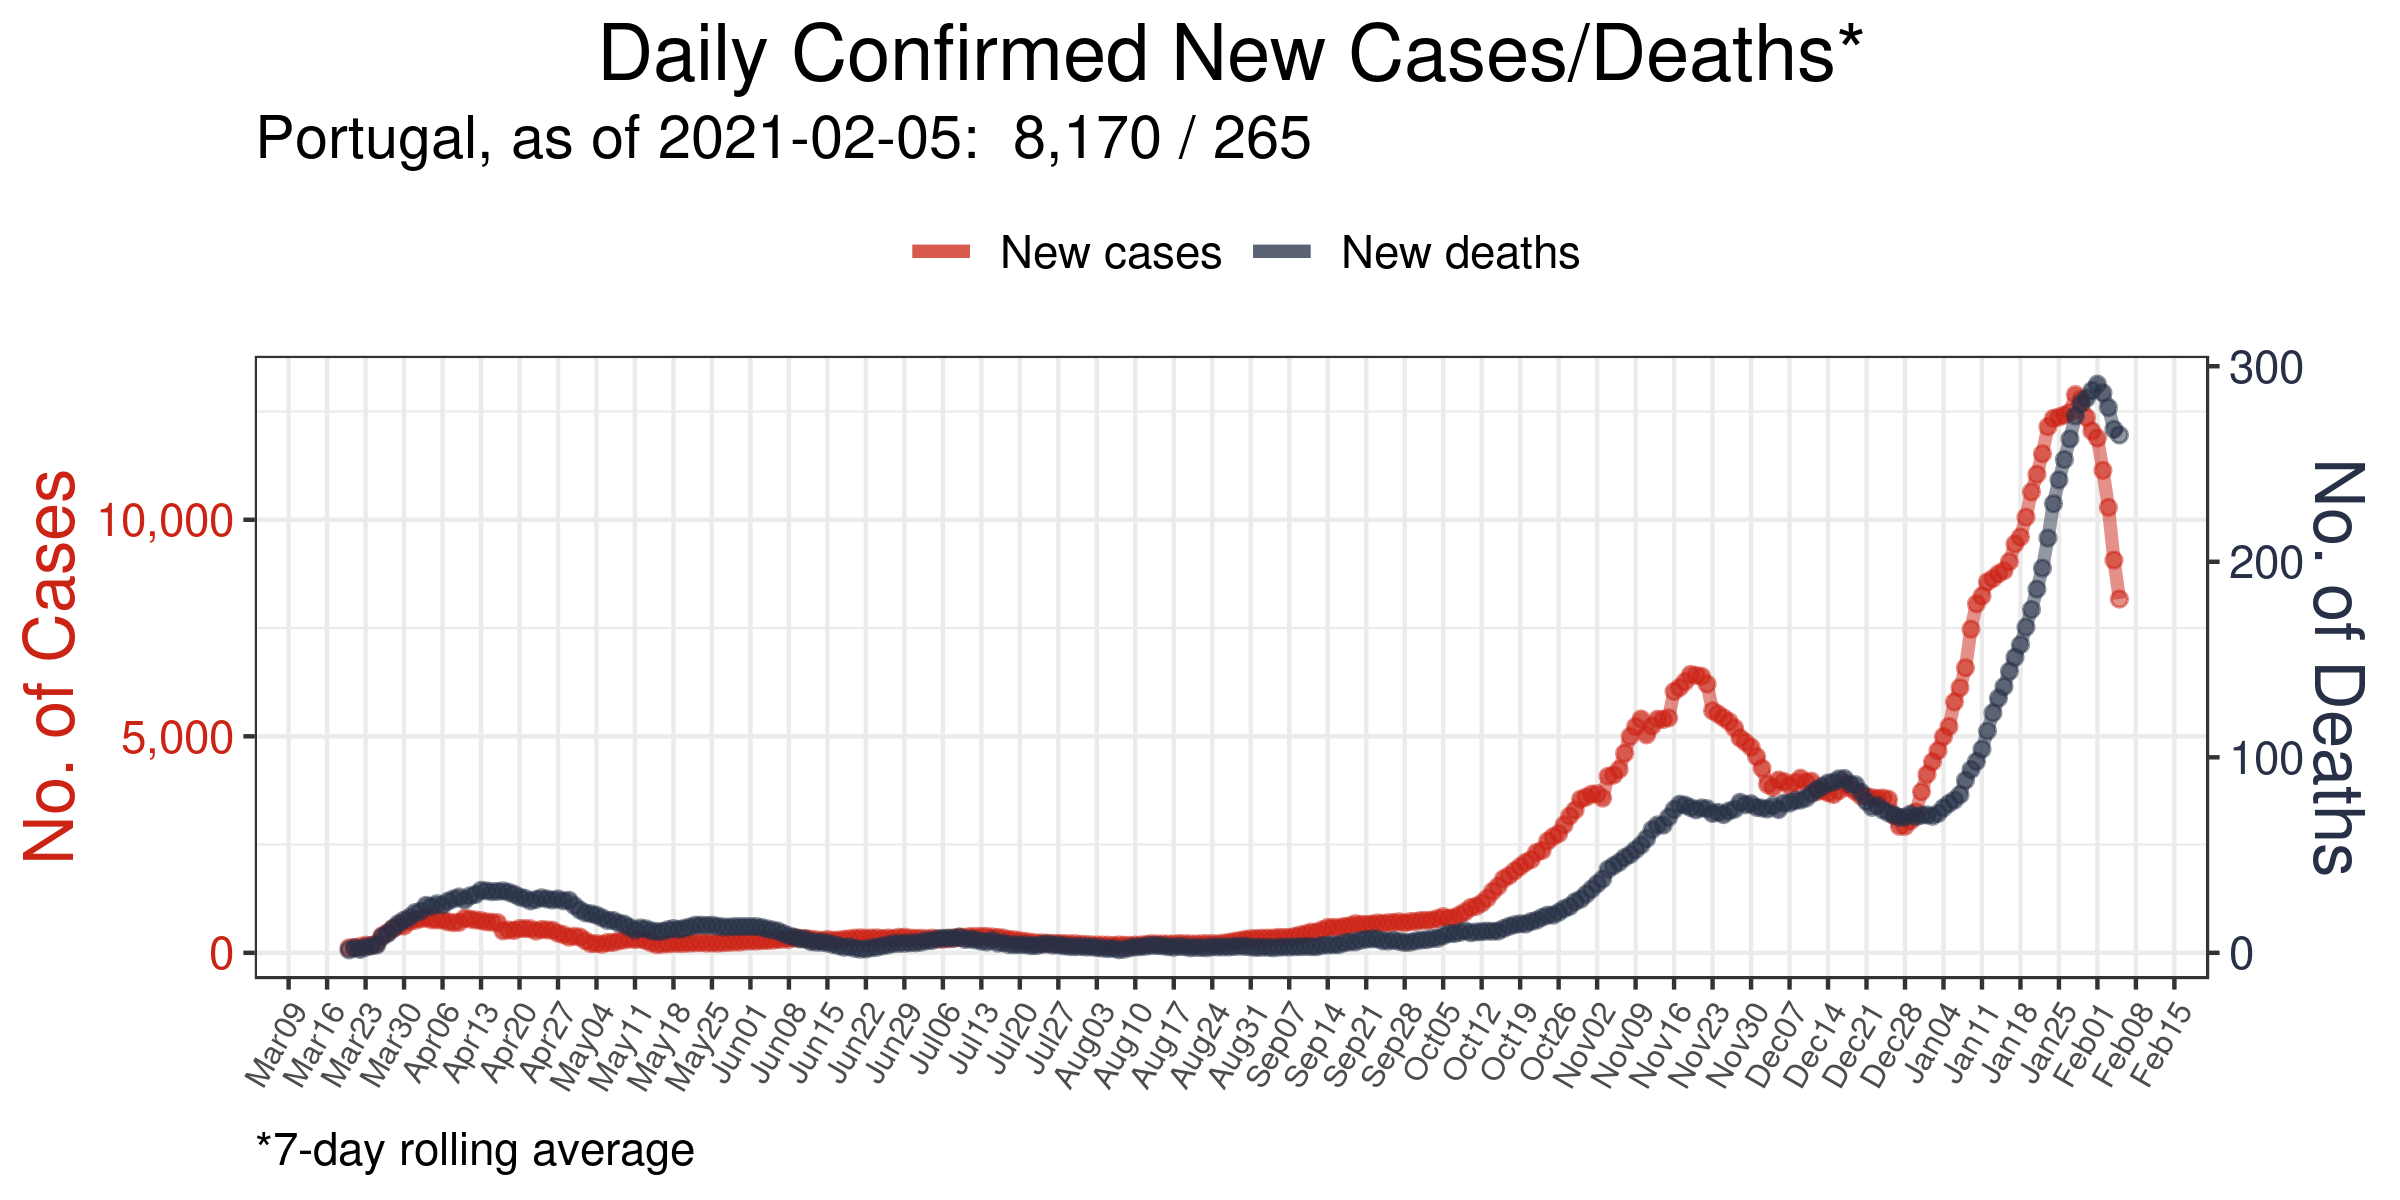 Daily Confirmed New Cases/Deaths*
Portugal, as of 2021-02-05:  8,170 / 265
New cases
New deaths
No. of Cases
10,000
5,000
0
300
200
100
0
No. of Deaths
Mar09
Mar16
Mar23
Mar30
Apr06
Apr13
Apr20
Apr27
May04
May11
May18
May25
Jun01
Jun08
Jun15
Jun22
Jun29
Jul06
Jul13
Jul20
Jul27
Aug03
Aug10
Aug17
Aug24
Aug31
Sep07
Sep14
Sep21
Sep28
Oct05
Oct12
Oct19
Oct26
Nov02
Nov09
Nov16
Nov23
Nov30
Dec07
Dec14
Dec21
Dec28
Jan04
Jan11
Jan18
Jan25
Feb01
Feb08
Feb15
*7-day rolling average